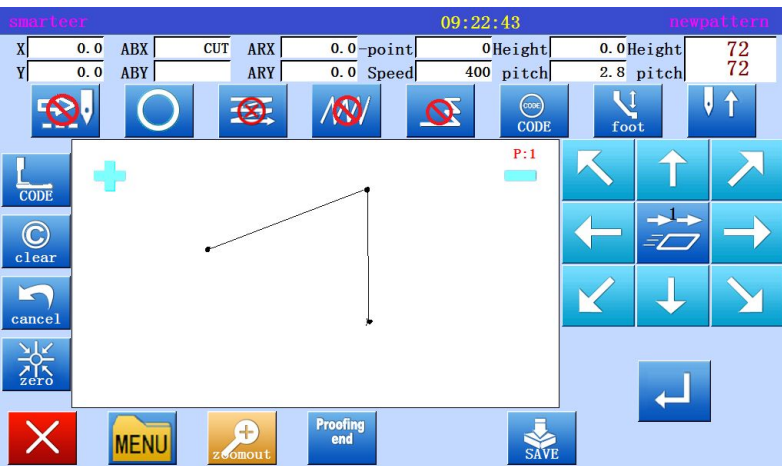 smarteer 09:22:43 newpattern
X 0.0 ABX CUT ARX 0.0 -point 0 Height 0.0 Height 72
Y 0.0 ABY ARY 0.0 Speed 400 pitch 2.8 pitch 72
CODE
CODE
foot
P:1
CODE
clear
1
cancel
zero
MENU
zoomout
Proofing
end
SAVE